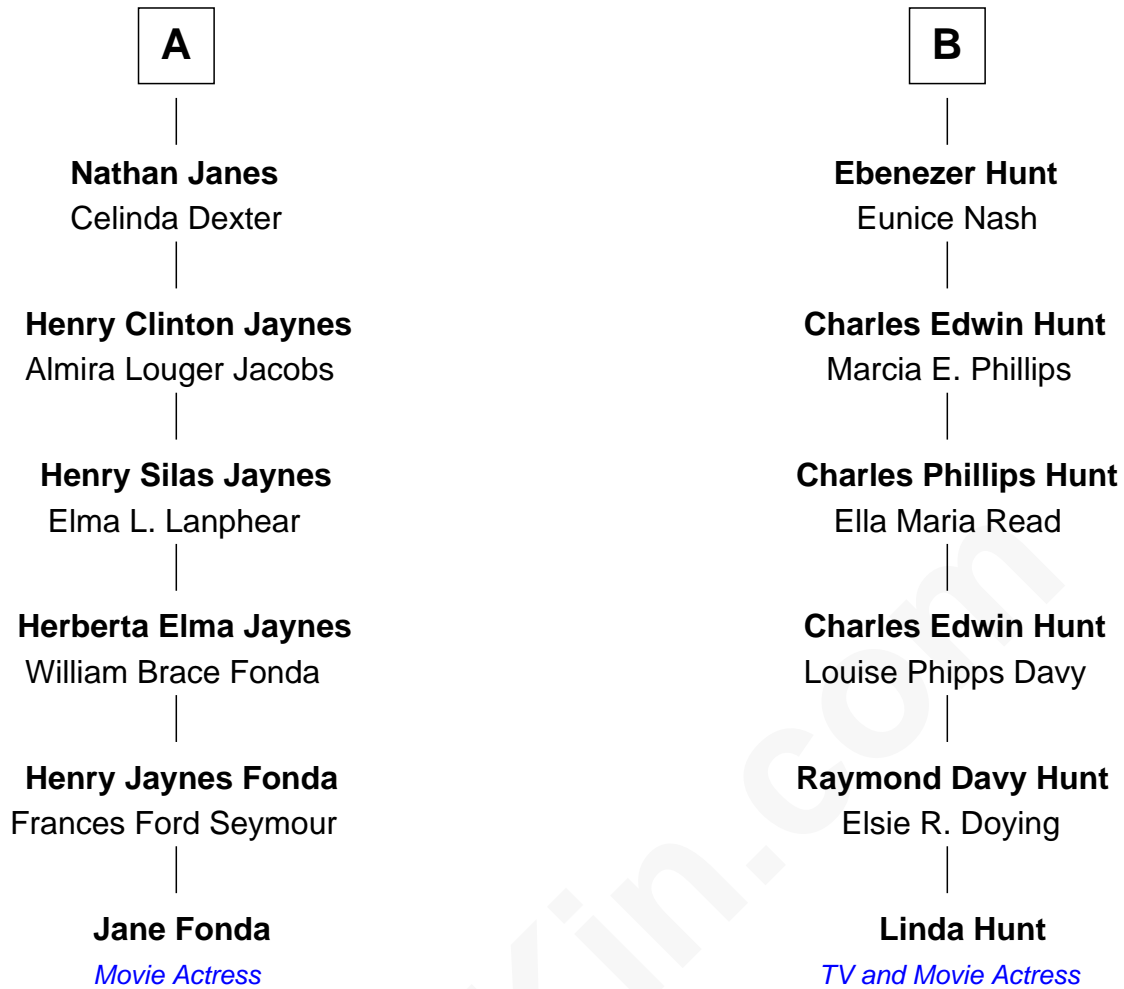 A
Nathan Janes
Celinda Dexter
Henry Clinton Jaynes
Almira Louger Jacobs
Henry Silas Jaynes
Elma L. Lanphear
Herberta Elma Jaynes
William Brace Fonda
Henry Jaynes Fonda
Frances Ford Seymour
Jane Fonda
Movie Actress
B
Ebenezer Hunt
Eunice Nash
Charles Edwin Hunt
Marcia E. Phillips
Charles Phillips Hunt
Ella Maria Read
Charles Edwin Hunt
Louise Phipps Davy
Raymond Davy Hunt
Elsie R. Doying
Linda Hunt
TV and Movie Actress
Kin.com